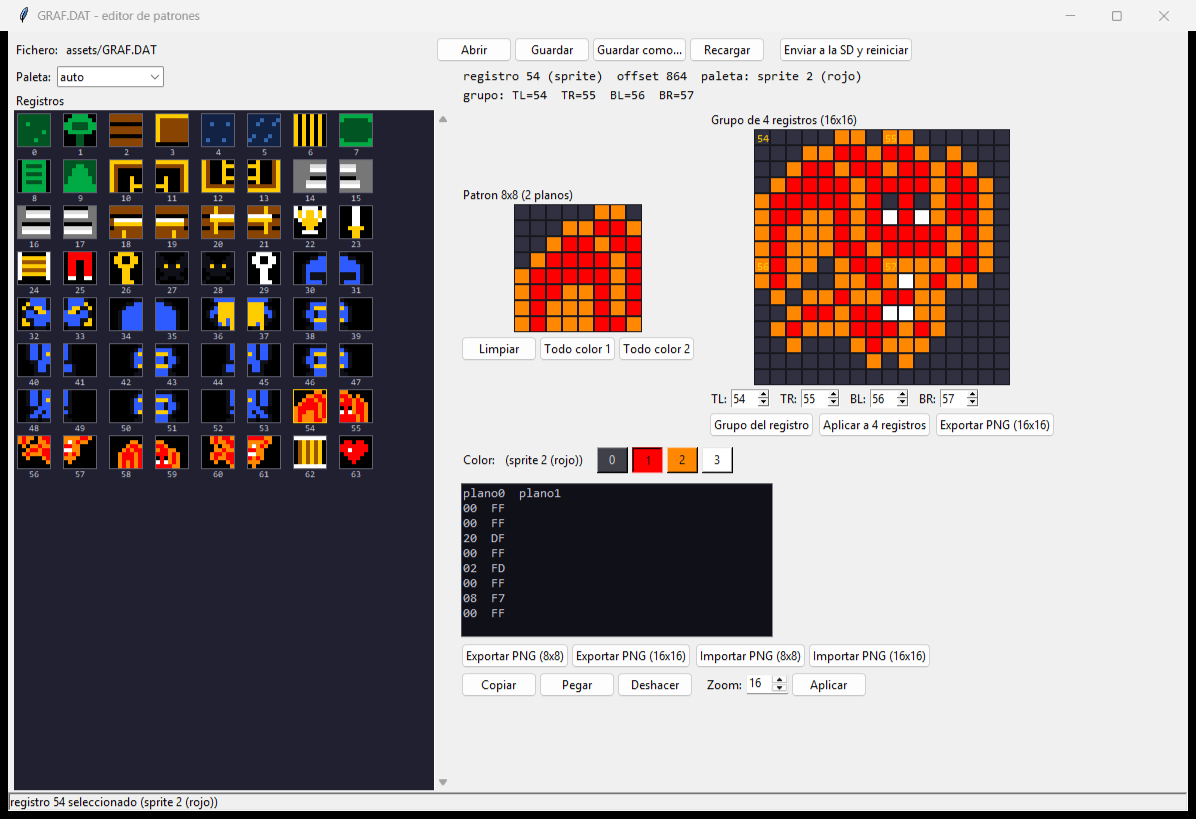 GRAF.DAT - editor de patrones
Fichero: assets/GRAF.DAT
Abrir Guardar Guardar como... Recargar Enviar a la SD y reiniciar
Paleta: auto
registro 54 (sprite) offset 864 paleta: sprite 2 (rojo)
grupo: TL=54 TR=55 BL=56 BR=57
Registros
0 1 2 3 4 5 6 7
8 9 10 11 12 13 14 15
16 17 18 19 20 21 22 23
24 25 26 27 28 29 30 31
32 33 34 35 36 37 38 39
40 41 42 43 44 45 46 47
48 49 50 51 52 53 54 55
56 57 58 59 60 61 62 63
Patron 8x8 (2 planos)
Limpiar Todo color 1 Todo color 2
Grupo de 4 registros (16x16)
54 55
56 57
TL: 54 TR: 55 BL: 56 BR: 57
Grupo del registro Aplicar a 4 registros Exportar PNG (16x16)
Color: (sprite 2 (rojo)) 0 1 2 3
plano0 plano1
00 FF
00 FF
20 DF
00 FF
02 FD
00 FF
08 F7
00 FF
Exportar PNG (8x8) Exportar PNG (16x16) Importar PNG (8x8) Importar PNG (16x16)
Copiar Pegar Deshacer Zoom: 16 Aplicar
registro 54 seleccionado (sprite 2 (rojo))